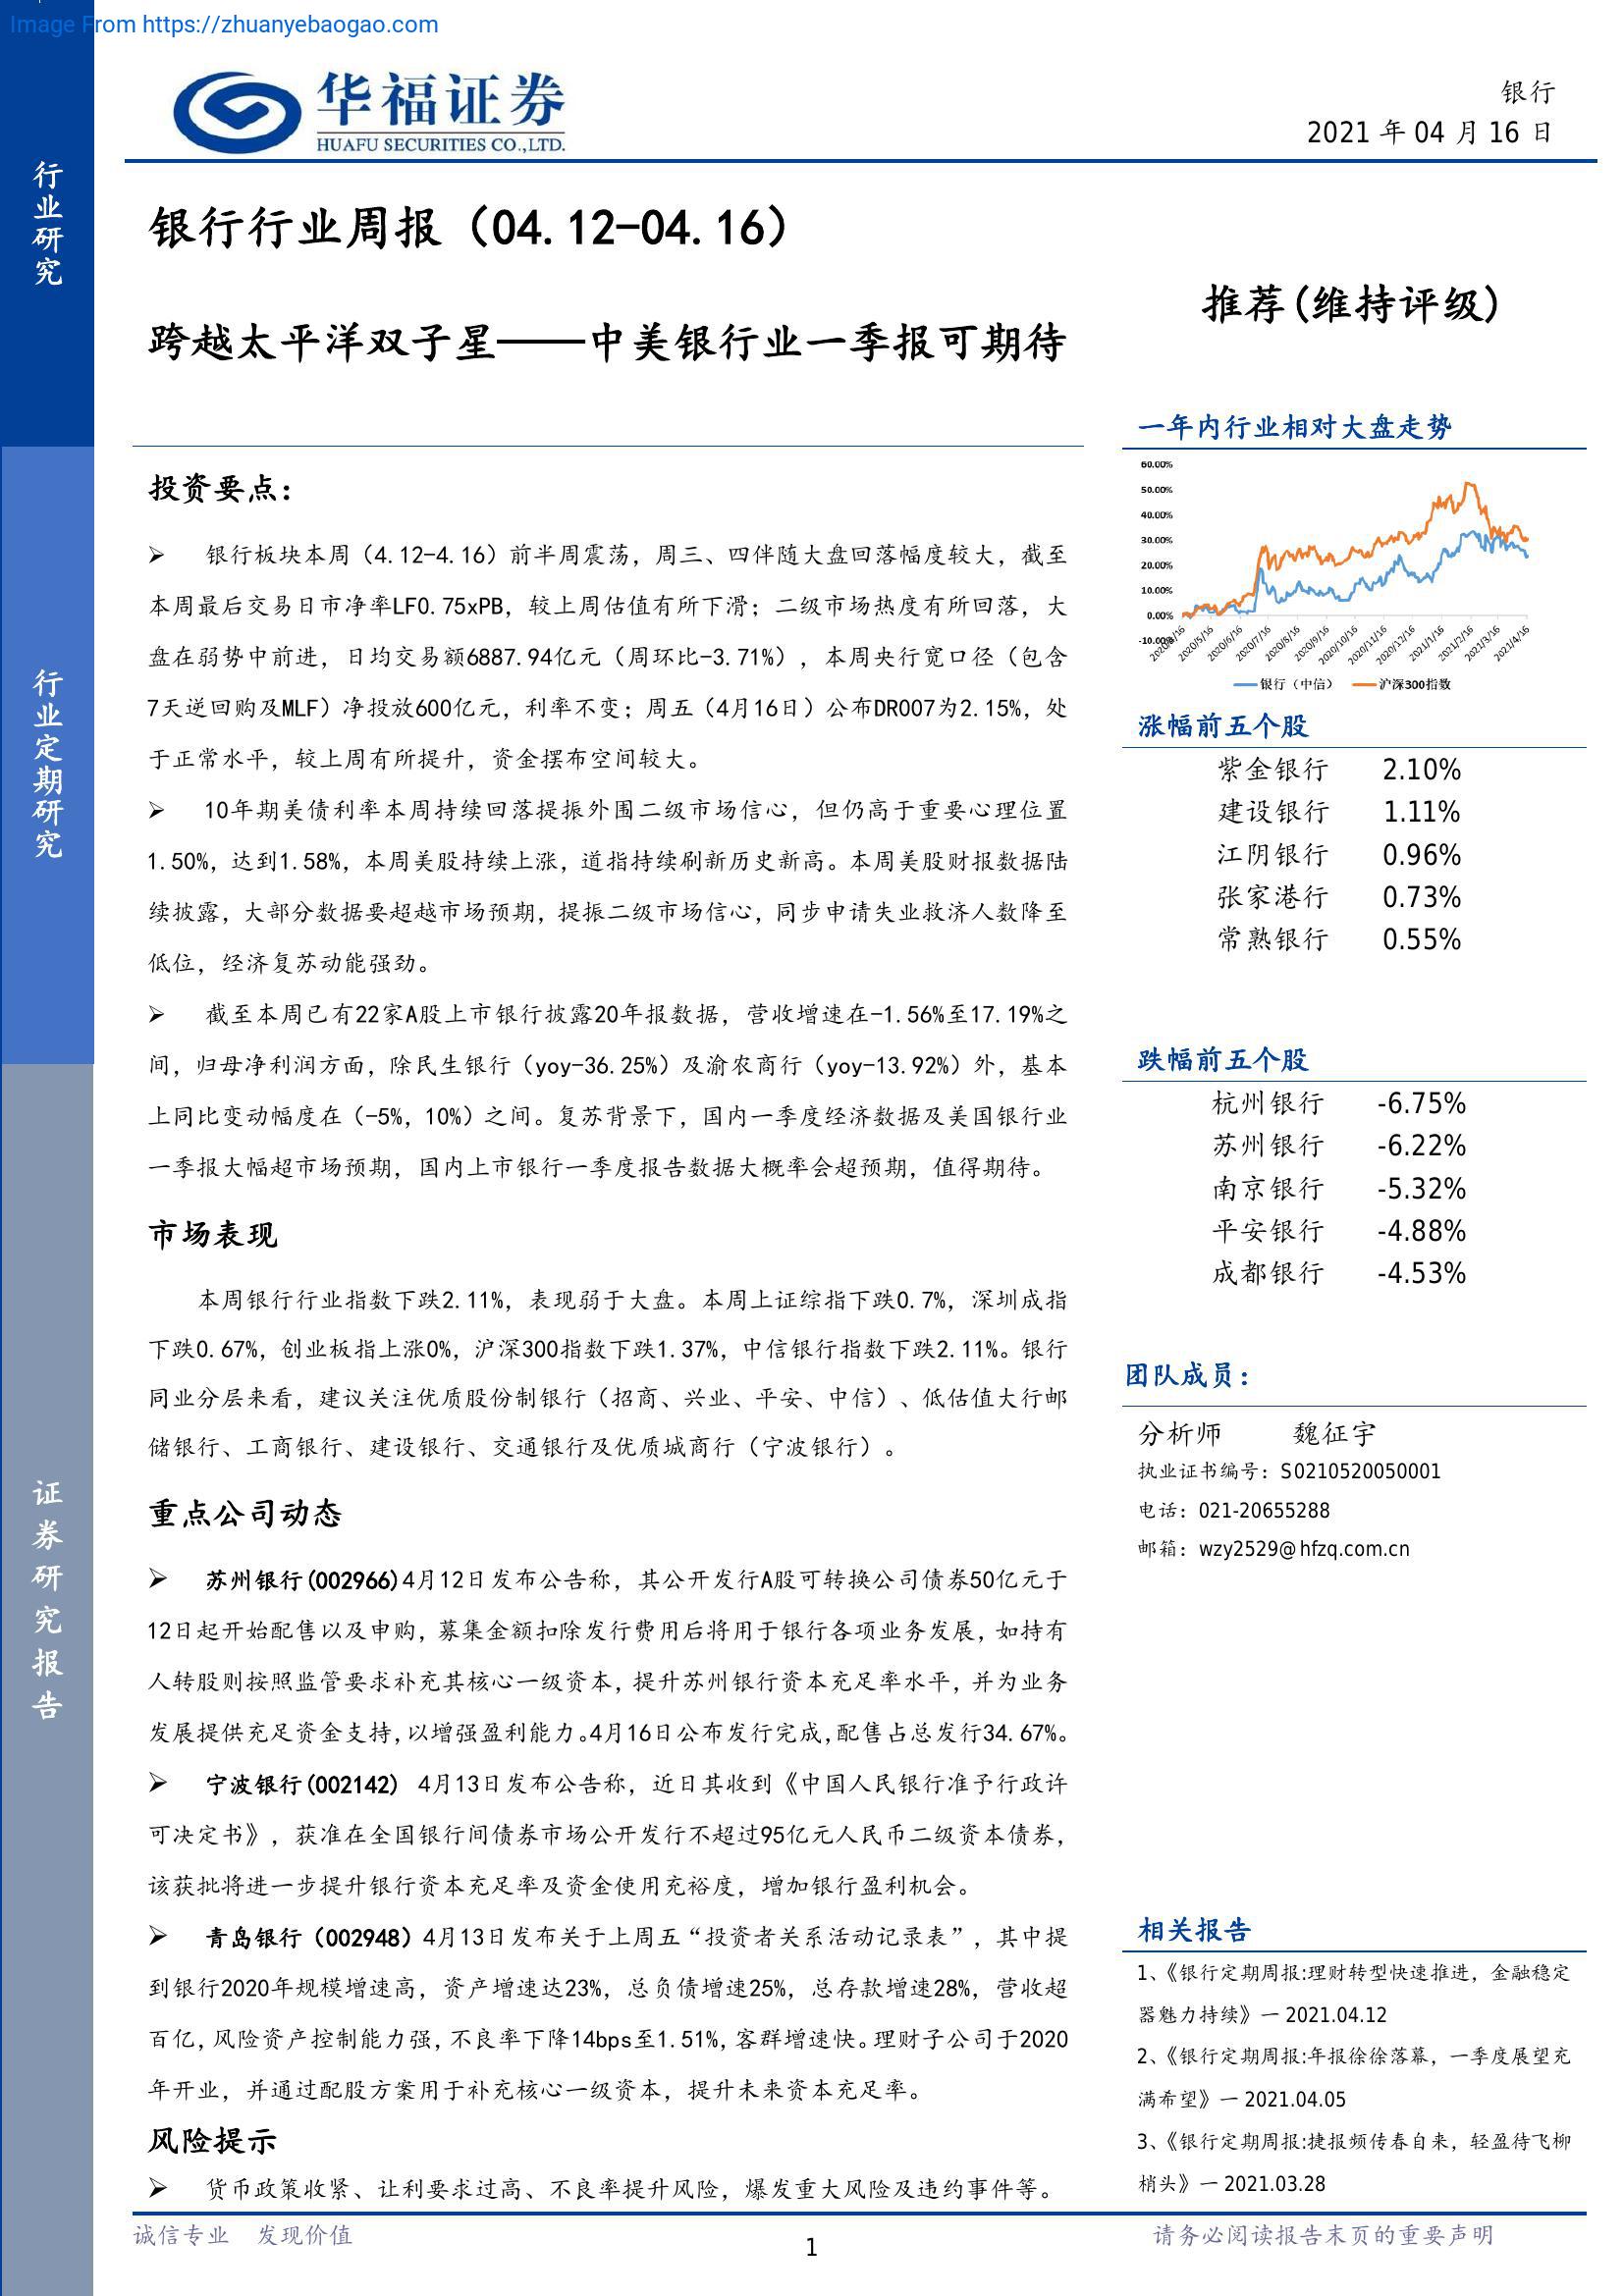 Image From https://zhuanyebaogao.com
华福证券
HUAFU SECURITIES CO.,LTD.
银行
2021 年 04 月 16 日
行业研究
行业定期研究
证券研究报告
银行行业周报（04.12-04.16）
跨越太平洋双子星——中美银行业一季报可期待
推荐(维持评级)
投资要点：
➢ 银行板块本周（4.12-4.16）前半周震荡，周三、四伴随大盘回落幅度较大，截至
本周最后交易日市净率LF0.75xPB，较上周估值有所下滑；二级市场热度有所回落，大
盘在弱势中前进，日均交易额6887.94亿元（周环比-3.71%），本周央行宽口径（包含
7天逆回购及MLF）净投放600亿元，利率不变；周五（4月16日）公布DR007为2.15%，处
于正常水平，较上周有所提升，资金摆布空间较大。
➢ 10年期美债利率本周持续回落提振外围二级市场信心，但仍高于重要心理位置
1.50%，达到1.58%，本周美股持续上涨，道指持续刷新历史新高。本周美股财报数据陆
续披露，大部分数据要超越市场预期，提振二级市场信心，同步申请失业救济人数降至
低位，经济复苏动能强劲。
➢ 截至本周已有22家A股上市银行披露20年报数据，营收增速在-1.56%至17.19%之
间，归母净利润方面，除民生银行（yoy-36.25%）及渝农商行（yoy-13.92%）外，基本
上同比变动幅度在（-5%，10%）之间。复苏背景下，国内一季度经济数据及美国银行业
一季报大幅超市场预期，国内上市银行一季度报告数据大概率会超预期，值得期待。
市场表现
本周银行行业指数下跌2.11%，表现弱于大盘。本周上证综指下跌0.7%，深圳成指
下跌0.67%，创业板指上涨0%，沪深300指数下跌1.37%，中信银行指数下跌2.11%。银行
同业分层来看，建议关注优质股份制银行（招商、兴业、平安、中信）、低估值大行邮
储银行、工商银行、建设银行、交通银行及优质城商行（宁波银行）。
重点公司动态
➢ 苏州银行(002966)4月12日发布公告称，其公开发行A股可转换公司债券50亿元于
12日起开始配售以及申购，募集金额扣除发行费用后将用于银行各项业务发展，如持有
人转股则按照监管要求补充其核心一级资本，提升苏州银行资本充足率水平，并为业务
发展提供充足资金支持，以增强盈利能力。4月16日公布发行完成，配售占总发行34.67%。
➢ 宁波银行(002142) 4月13日发布公告称，近日其收到《中国人民银行准予行政许
可决定书》，获准在全国银行间债券市场公开发行不超过95亿元人民币二级资本债券，
该获批将进一步提升银行资本充足率及资金使用充裕度，增加银行盈利机会。
➢ 青岛银行（002948）4月13日发布关于上周五“投资者关系活动记录表”，其中提
到银行2020年规模增速高，资产增速达23%，总负债增速25%，总存款增速28%，营收超
百亿，风险资产控制能力强，不良率下降14bps至1.51%，客群增速快。理财子公司于2020
年开业，并通过配股方案用于补充核心一级资本，提升未来资本充足率。
风险提示
➢ 货币政策收紧、让利要求过高、不良率提升风险，爆发重大风险及违约事件等。
一年内行业相对大盘走势
60.00%
50.00%
40.00%
30.00%
20.00%
10.00%
0.00%
-10.00%
2020/4/16 2020/5/16 2020/6/16 2020/7/16 2020/8/16 2020/9/16 2020/10/16 2020/11/16 2020/12/16 2021/1/16 2021/2/16 2021/3/16 2021/4/16
银行（中信） 沪深300指数
涨幅前五个股
紫金银行 2.10%
建设银行 1.11%
江阴银行 0.96%
张家港行 0.73%
常熟银行 0.55%
跌幅前五个股
杭州银行 -6.75%
苏州银行 -6.22%
南京银行 -5.32%
平安银行 -4.88%
成都银行 -4.53%
团队成员：
分析师 魏征宇
执业证书编号：S0210520050001
电话：021-20655288
邮箱：wzy2529@hfzq.com.cn
相关报告
1、《银行定期周报:理财转型快速推进，金融稳定
器魅力持续》一 2021.04.12
2、《银行定期周报:年报徐徐落幕，一季度展望充
满希望》一 2021.04.05
3、《银行定期周报:捷报频传春自来，轻盈待飞柳
梢头》一 2021.03.28
诚信专业 发现价值
1
请务必阅读报告末页的重要声明